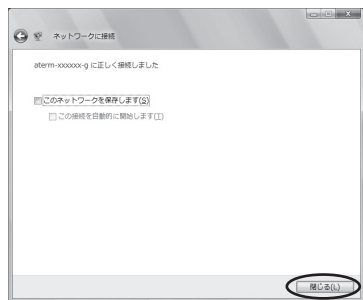 ネットワークに接続
aterm-xxxxxx-g に正しく接続しました
このネットワークを保存します(S)
この接続を自動的に開始します(T)
閉じる(L)